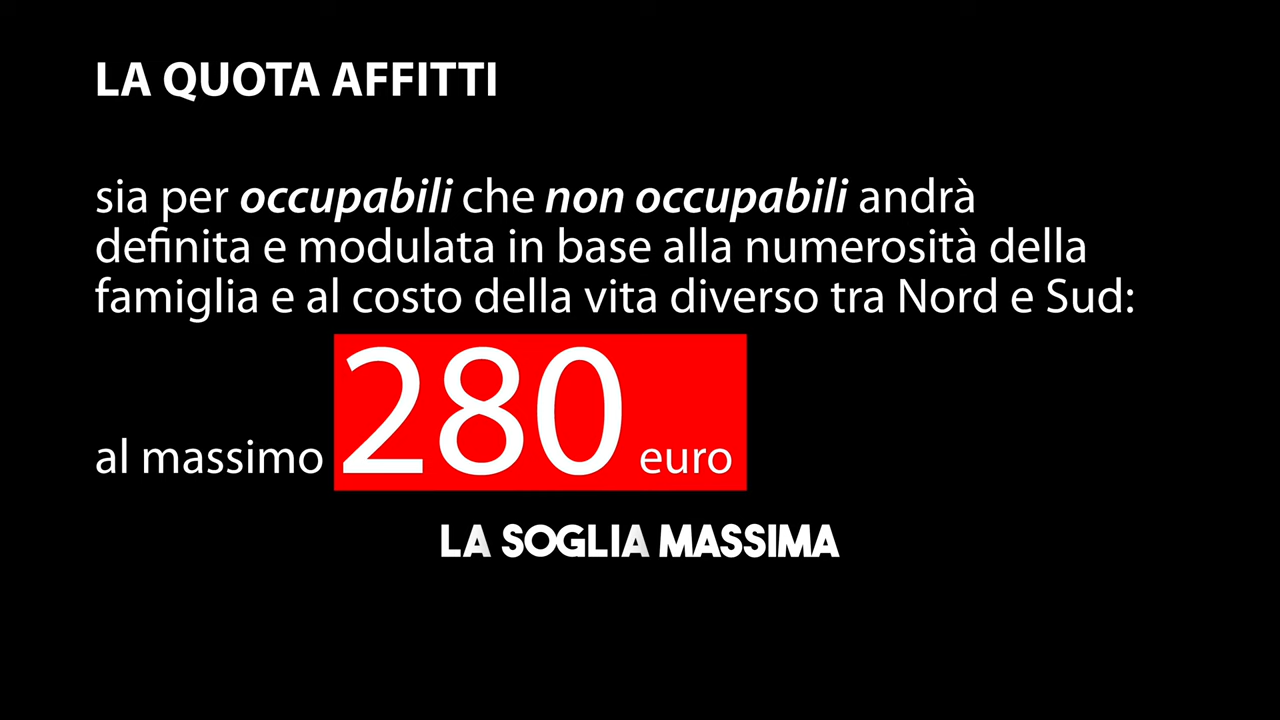 LA QUOTA AFFITTI
sia per occupabili che non occupabili andrà
definita e modulata in base alla numerosità della
famiglia e al costo della vita diverso tra Nord e Sud:
al massimo 280 euro
LA SOGLIA MASSIMA